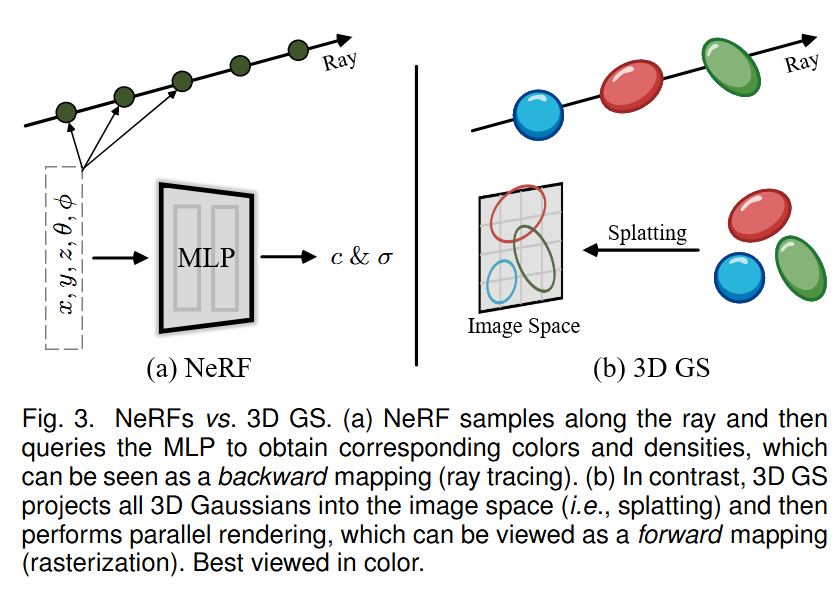 Ray
x, y, z, θ, ϕ
MLP
c & σ
(a) NeRF
Ray
Splatting
Image Space
(b) 3D GS
Fig. 3. NeRFs vs. 3D GS. (a) NeRF samples along the ray and then
queries the MLP to obtain corresponding colors and densities, which
can be seen as a backward mapping (ray tracing). (b) In contrast, 3D GS
projects all 3D Gaussians into the image space (i.e., splatting) and then
performs parallel rendering, which can be viewed as a forward mapping
(rasterization). Best viewed in color.